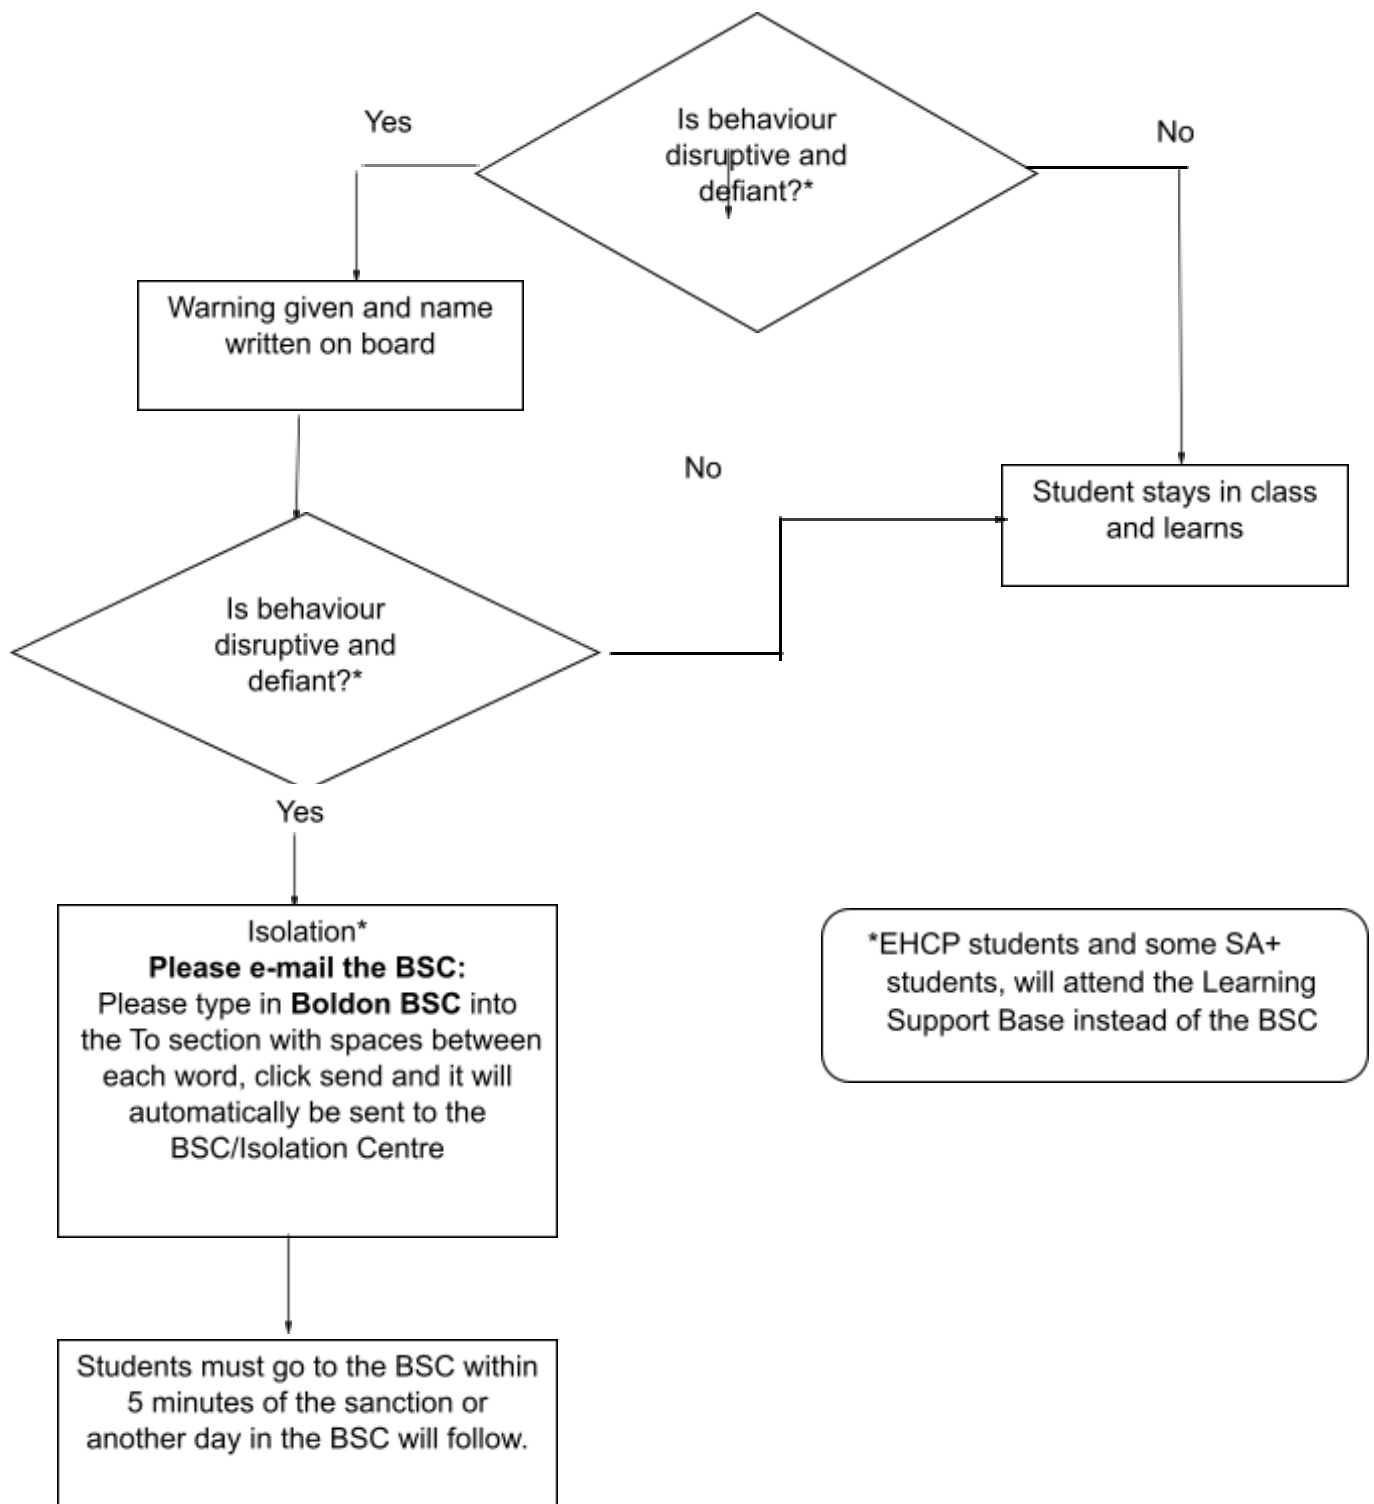 Yes
Is behaviour
disruptive and
defiant?*
No
Warning given and name
written on board
No
Student stays in class
and learns
Is behaviour
disruptive and
defiant?*
Yes
Isolation*
Please e-mail the BSC:
Please type in Boldon BSC into
the To section with spaces between
each word, click send and it will
automatically be sent to the
BSC/Isolation Centre
*EHCP students and some SA+
students, will attend the Learning
Support Base instead of the BSC
Students must go to the BSC within
5 minutes of the sanction or
another day in the BSC will follow.